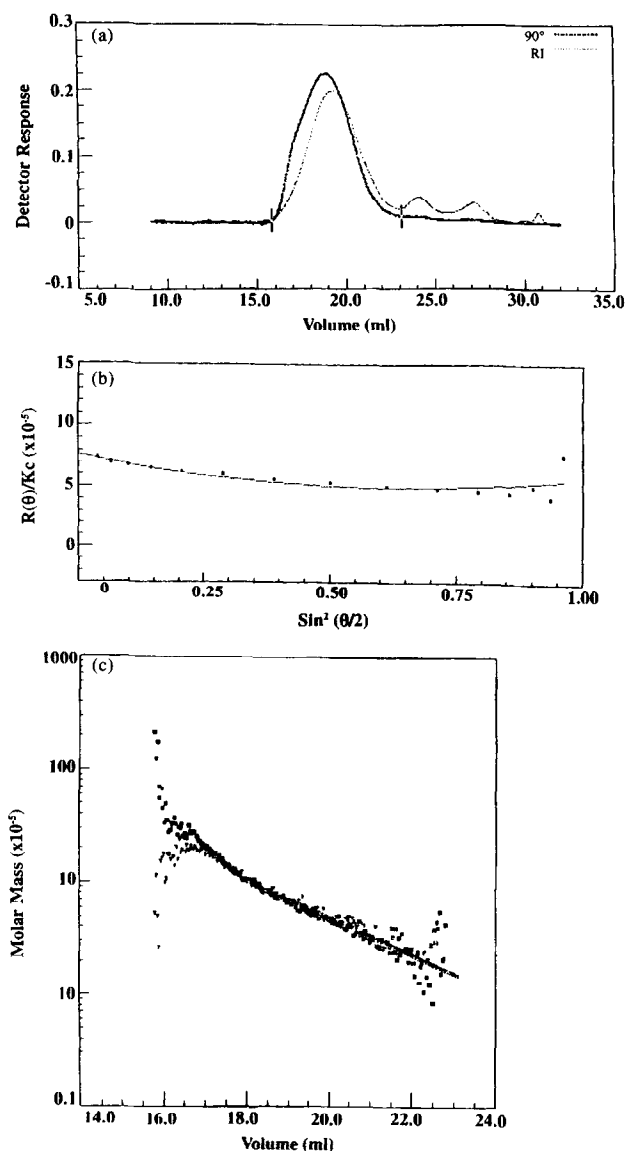 (a)
90°
RI
0.3
0.2
0.1
0
-0.1
Detector Response
5.0 10.0 15.0 20.0 25.0 30.0 35.0
Volume (ml)
(b)
15
10
5
0
R(θ)/Kc (x10⁻⁵)
0 0.25 0.50 0.75 1.00
Sin² (θ/2)
(c)
1000
100
10
10
0.1
Molar Mass (x10⁻⁵)
14.0 16.0 18.0 20.0 22.0 24.0
Volume (ml)